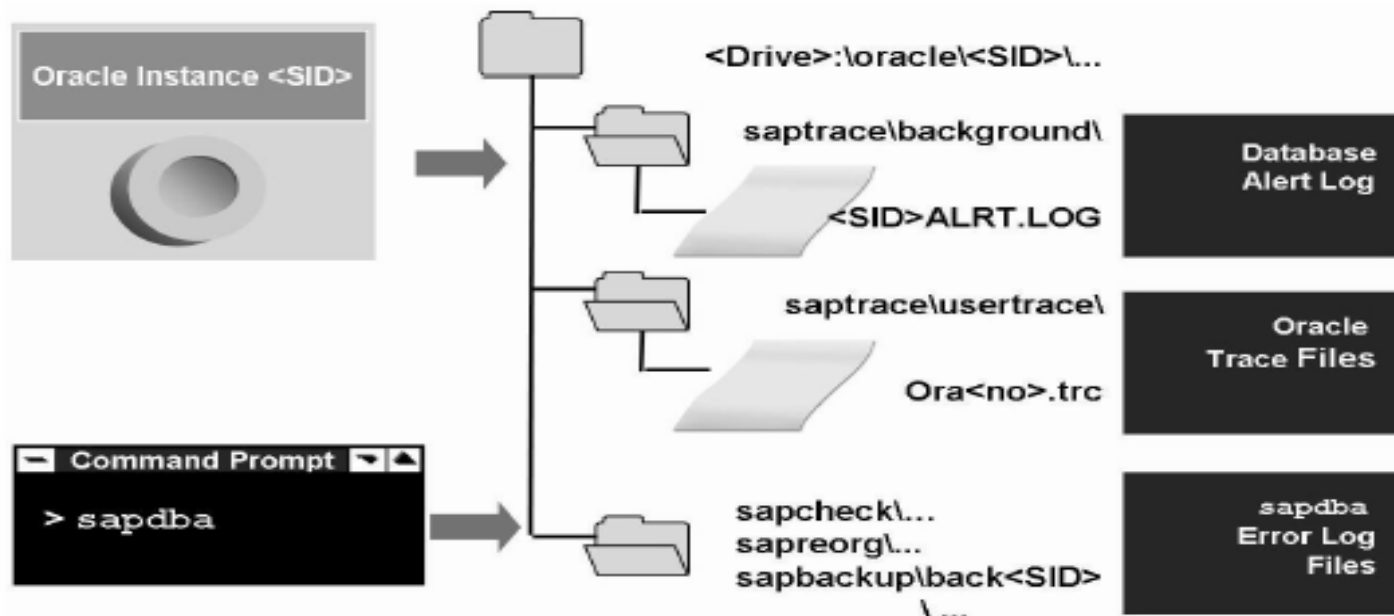 Oracle Instance <SID>
<Drive>:\oracle\<SID>\...
saptrace\background\
<SID>ALRT.LOG
Database
Alert Log
saptrace\usertrace\
Ora<no>.trc
Oracle
Trace Files
Command Prompt
> sapdba
sapcheck\...
sapreorg\...
sapbackup\back<SID>
\...
sapdba
Error Log
Files